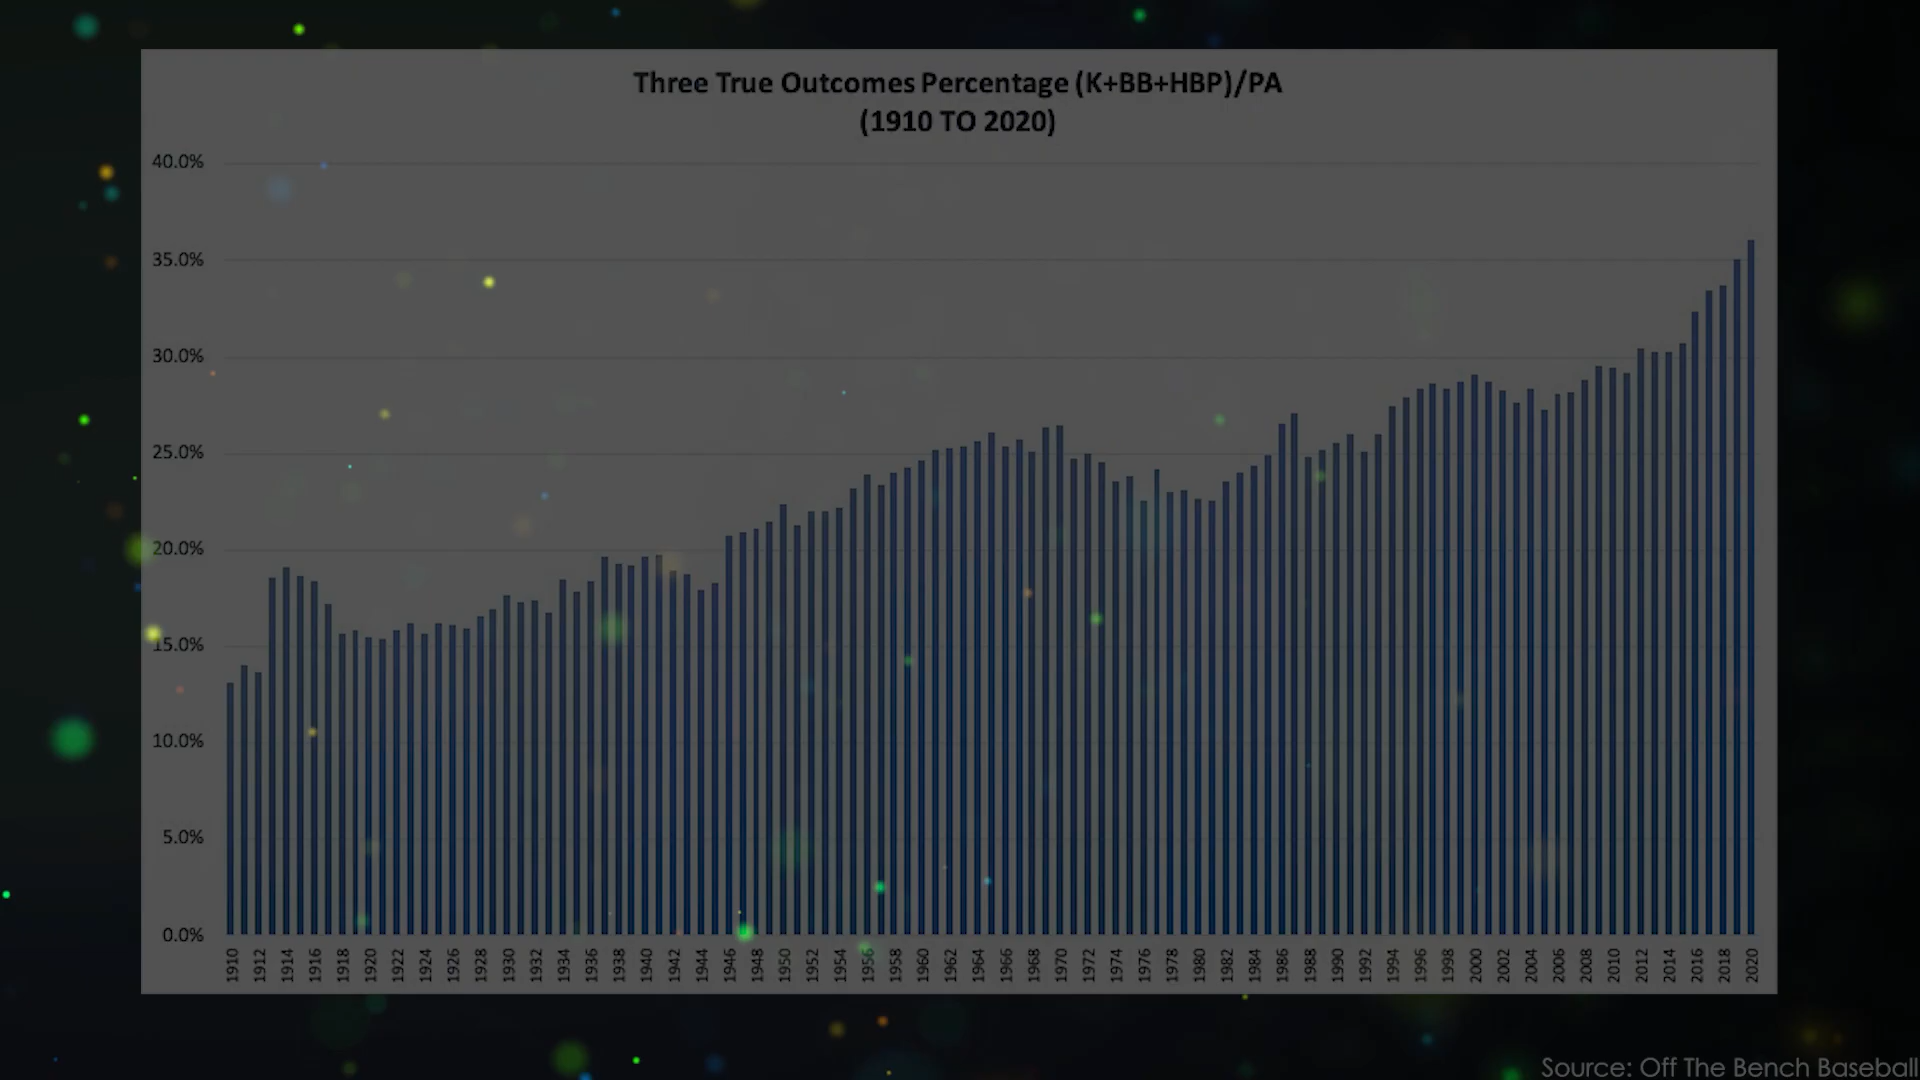 Three True Outcomes Percentage (K+BB+HBP)/PA
(1910 TO 2020)
40.0%
35.0%
30.0%
25.0%
20.0%
15.0%
10.0%
5.0%
0.0%
1910 1912 1914 1916 1918 1920 1922 1924 1926 1928 1930 1932 1934 1936 1938 1940 1942 1944 1946 1948 1950 1952 1954 1956 1958 1960 1962 1964 1966 1968 1970 1972 1974 1976 1978 1980 1982 1984 1986 1988 1990 1992 1994 1996 1998 2000 2002 2004 2006 2008 2010 2012 2014 2016 2018 2020
Source: Off The Bench Baseball